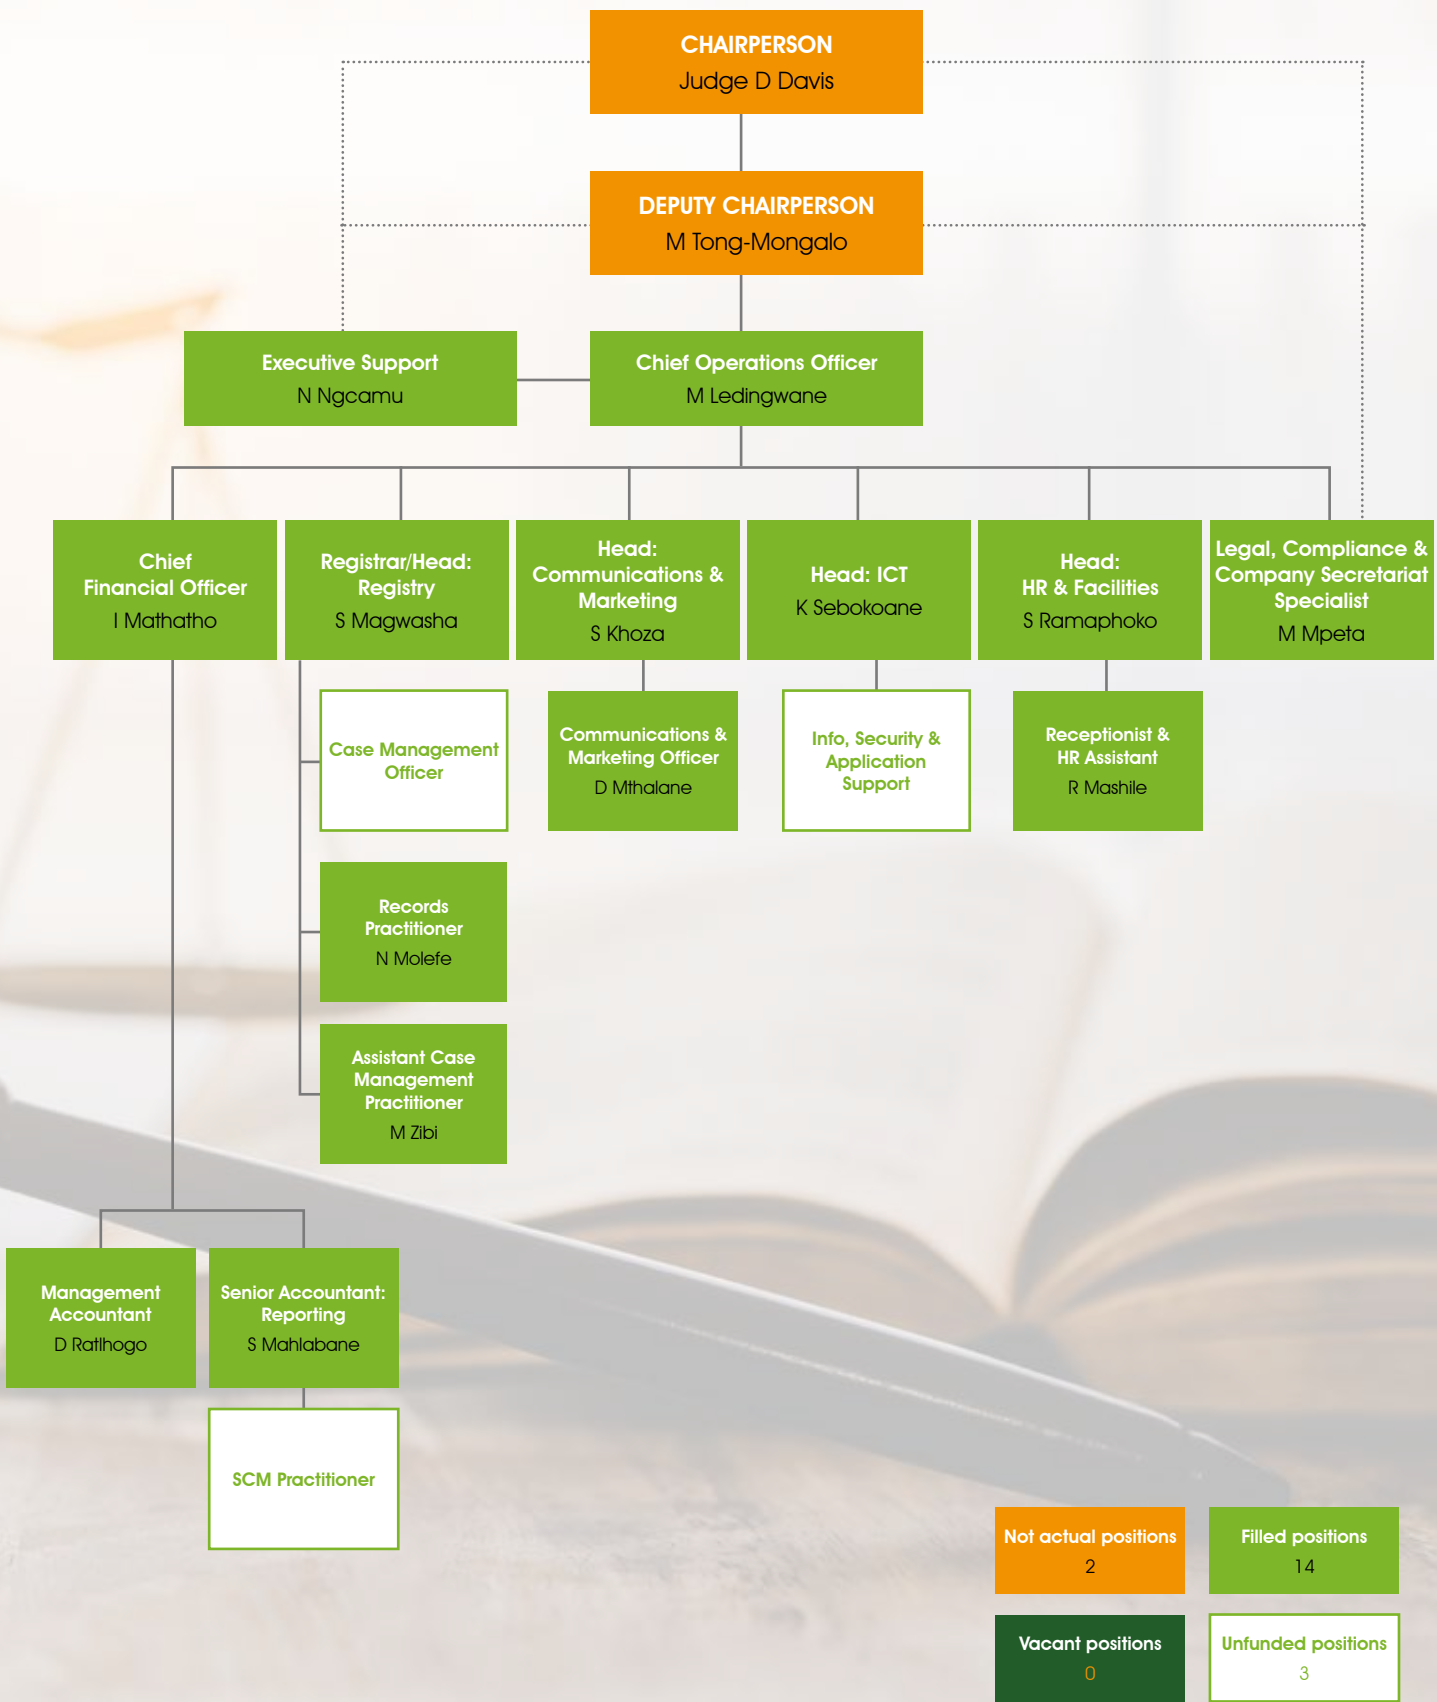 CHAIRPERSON
Judge D Davis
DEPUTY CHAIRPERSON
M Tong-Mongalo
Executive Support
N Ngcamu
Chief Operations Officer
M Ledingwane
Chief
Financial Officer
I Mathatho
Registrar/Head:
Registry
S Magwasha
Head:
Communications &
Marketing
S Khoza
Head: ICT
K Sebokoane
Head:
HR & Facilities
S Ramaphoko
Legal, Compliance &
Company Secretariat
Specialist
M Mpeta
Case Management
Officer
Communications &
Marketing Officer
D Mthalane
Info, Security &
Application
Support
Receptionist &
HR Assistant
R Mashile
Records
Practitioner
N Molefe
Assistant Case
Management
Practitioner
M Zibi
Management
Accountant
D Ratlhogo
Senior Accountant:
Reporting
S Mahlabane
SCM Practitioner
Not actual positions
2
Filled positions
14
Vacant positions
0
Unfunded positions
3